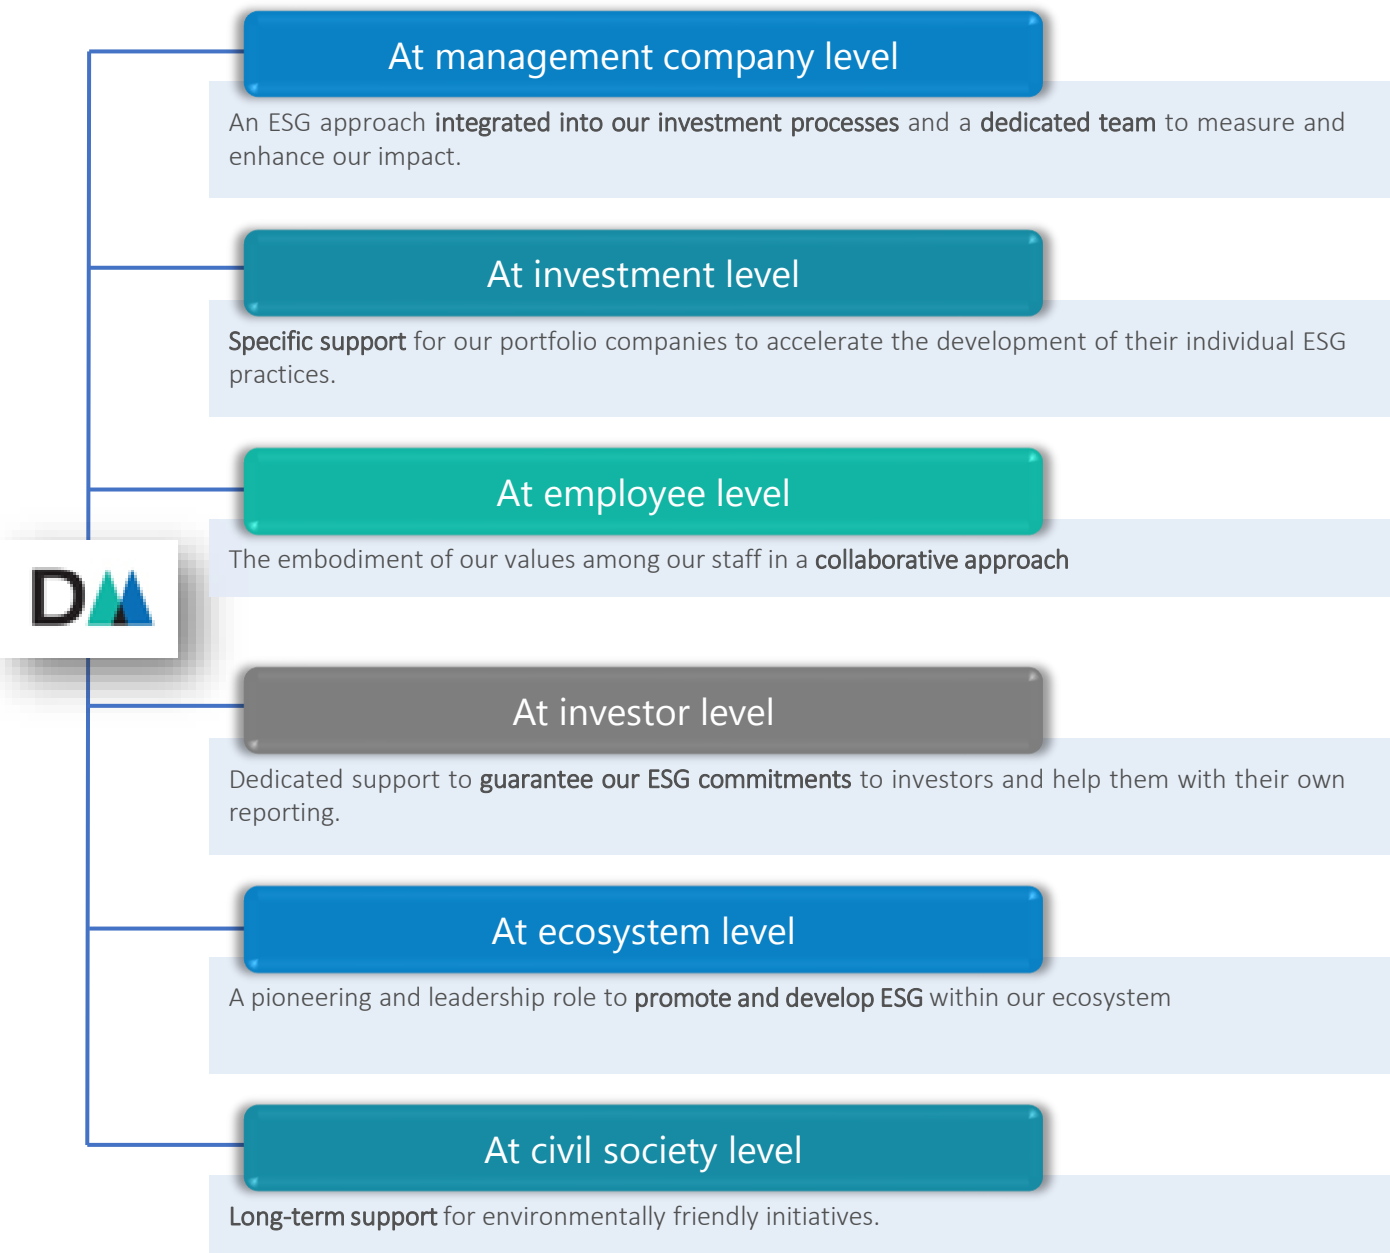 At management company level
An ESG approach integrated into our investment processes and a dedicated team to measure and
enhance our impact.
At investment level
Specific support for our portfolio companies to accelerate the development of their individual ESG
practices.
At employee level
The embodiment of our values among our staff in a collaborative approach
DM
At investor level
Dedicated support to guarantee our ESG commitments to investors and help them with their own
reporting.
At ecosystem level
A pioneering and leadership role to promote and develop ESG within our ecosystem
At civil society level
Long-term support for environmentally friendly initiatives.